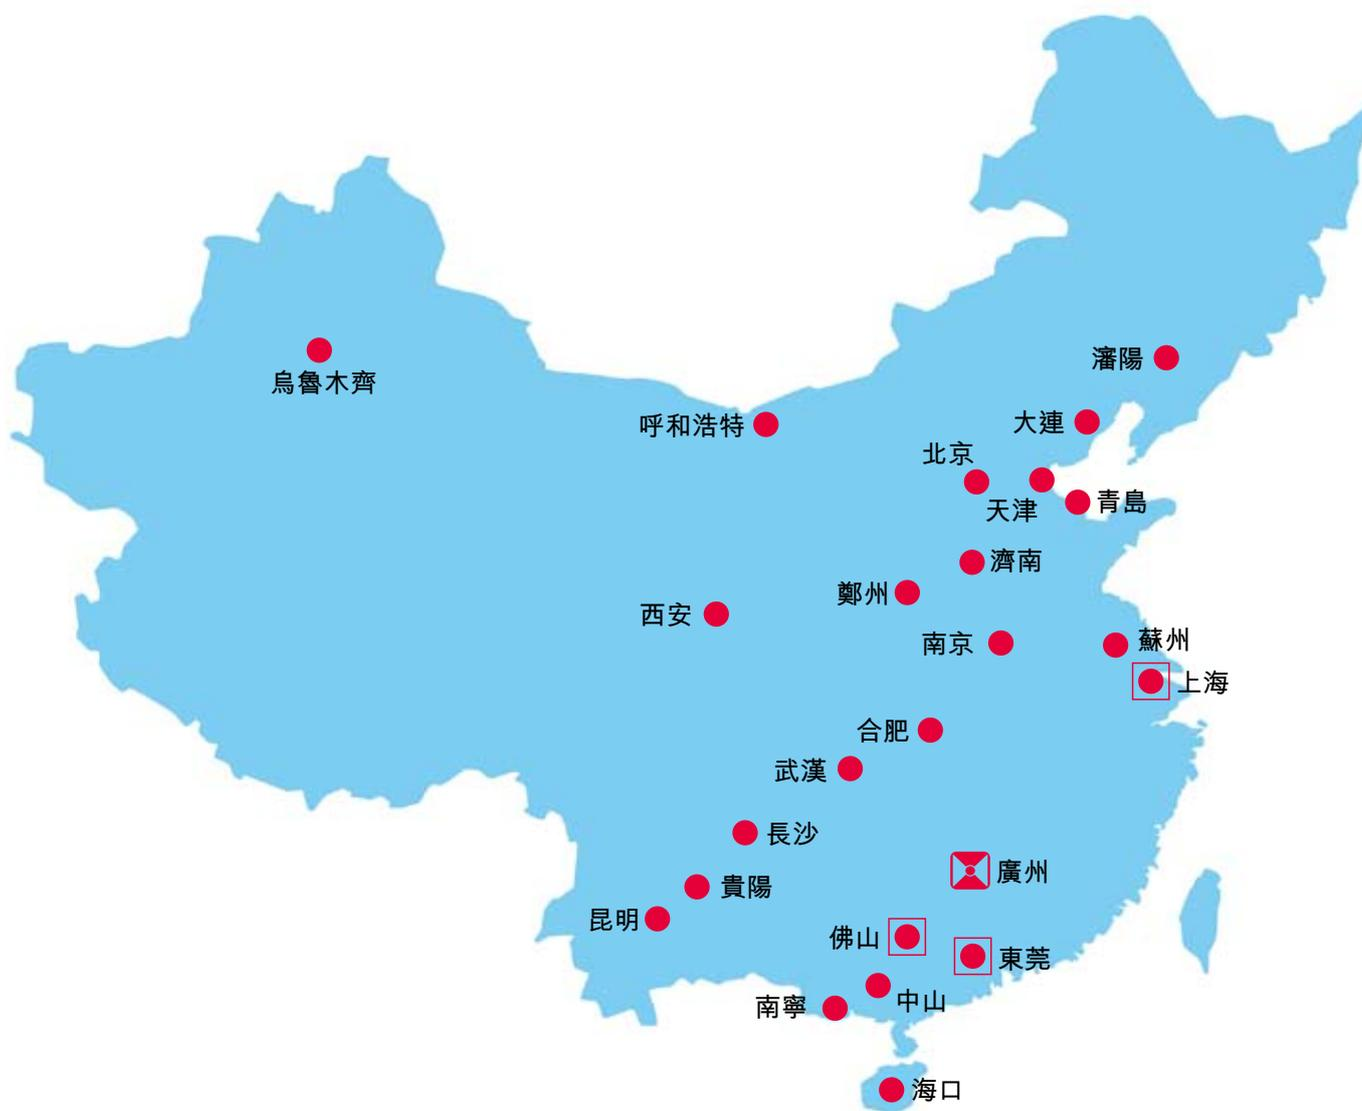 瀋陽
烏魯木齊
大連
呼和浩特
北京
青島
天津
濟南
鄭州
西安
蘇州
南京
上海
合肥
武漢
長沙
廣州
貴陽
昆明
佛山
東莞
中山
南寧
海口